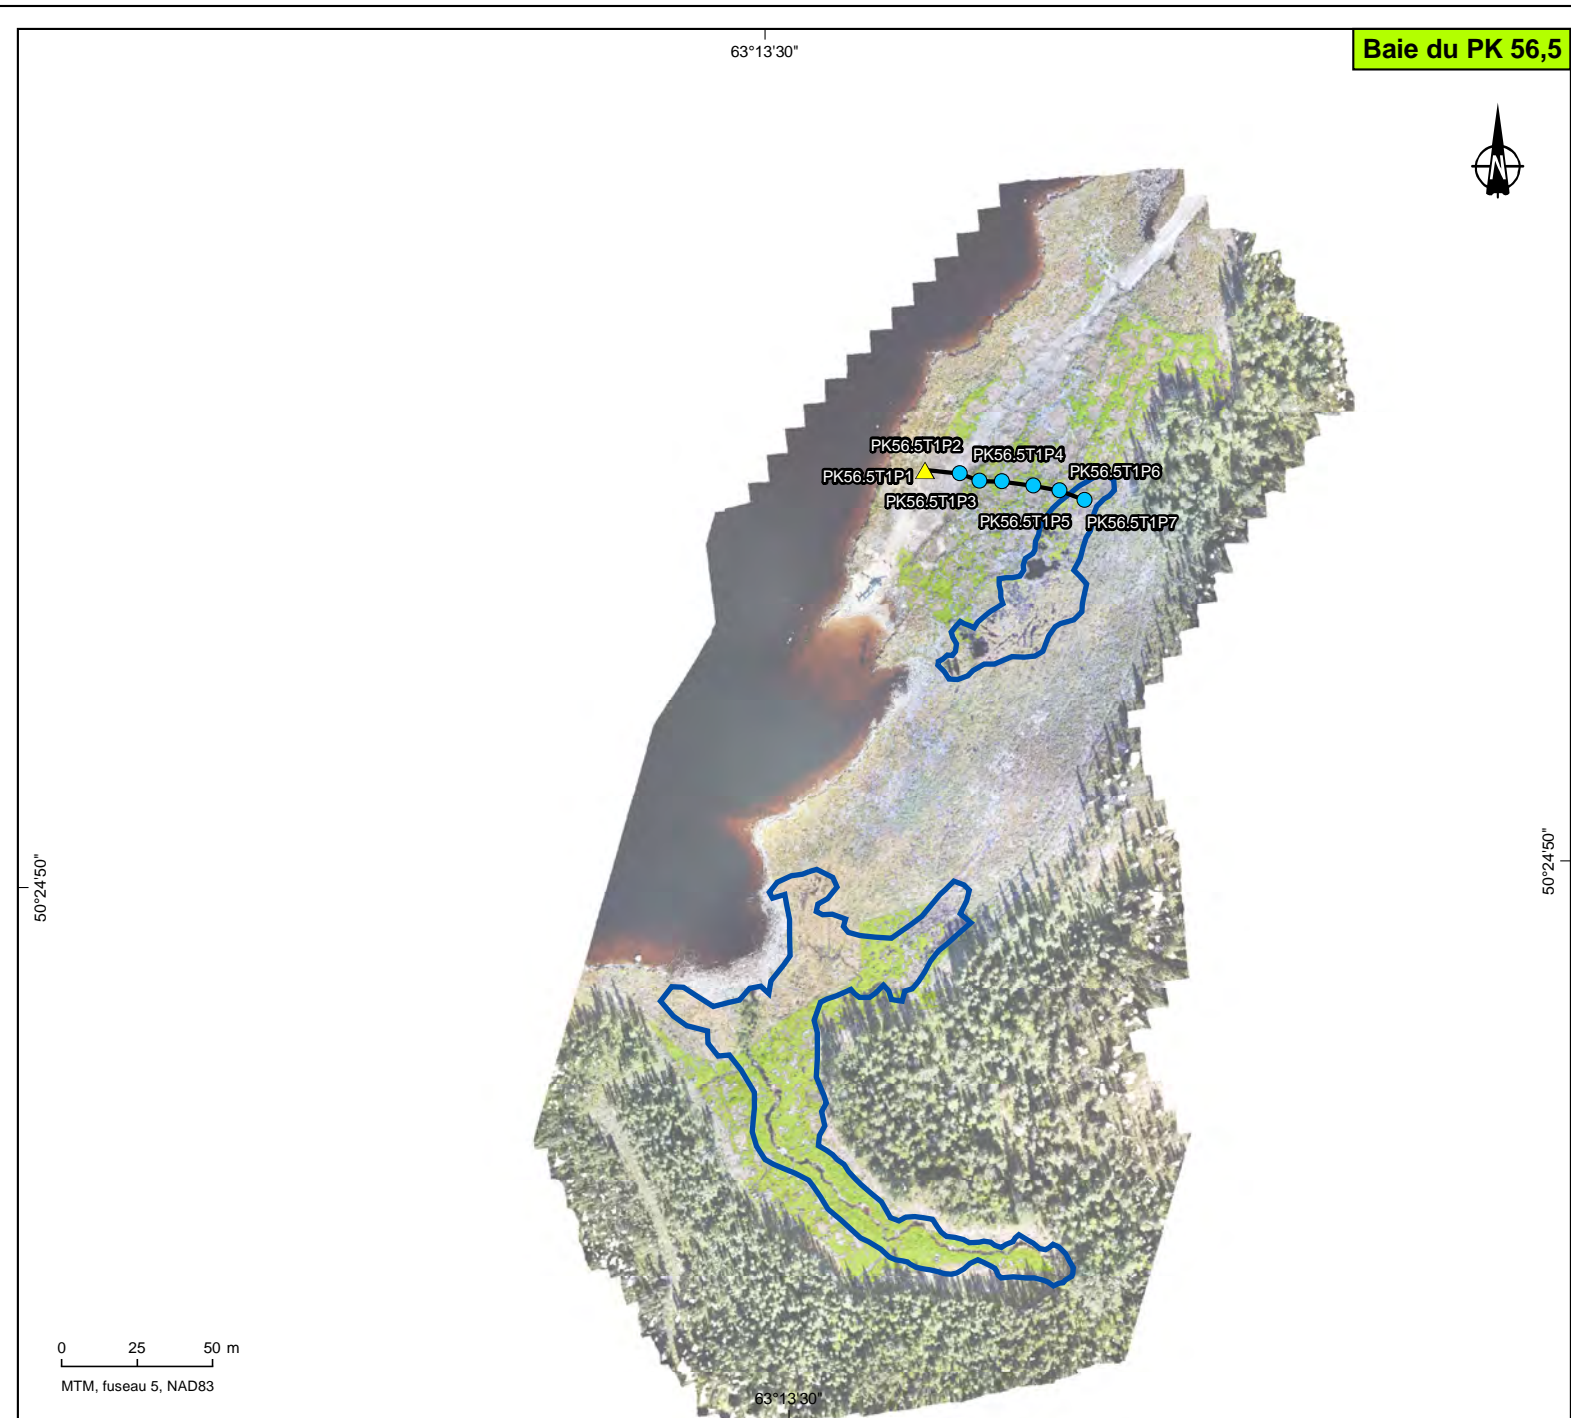 63°13'30"
Baie du PK 56,5
N
PK56.5T1P2
PK56.5T1P4
PK56.5T1P1
PK56.5T1P6
PK56.5T1P3
PK56.5T1P5
PK56.5T1P7
50°24'50"
50°24'50"
0 25 50 m
MTM, fuseau 5, NAD83
63°13'30"